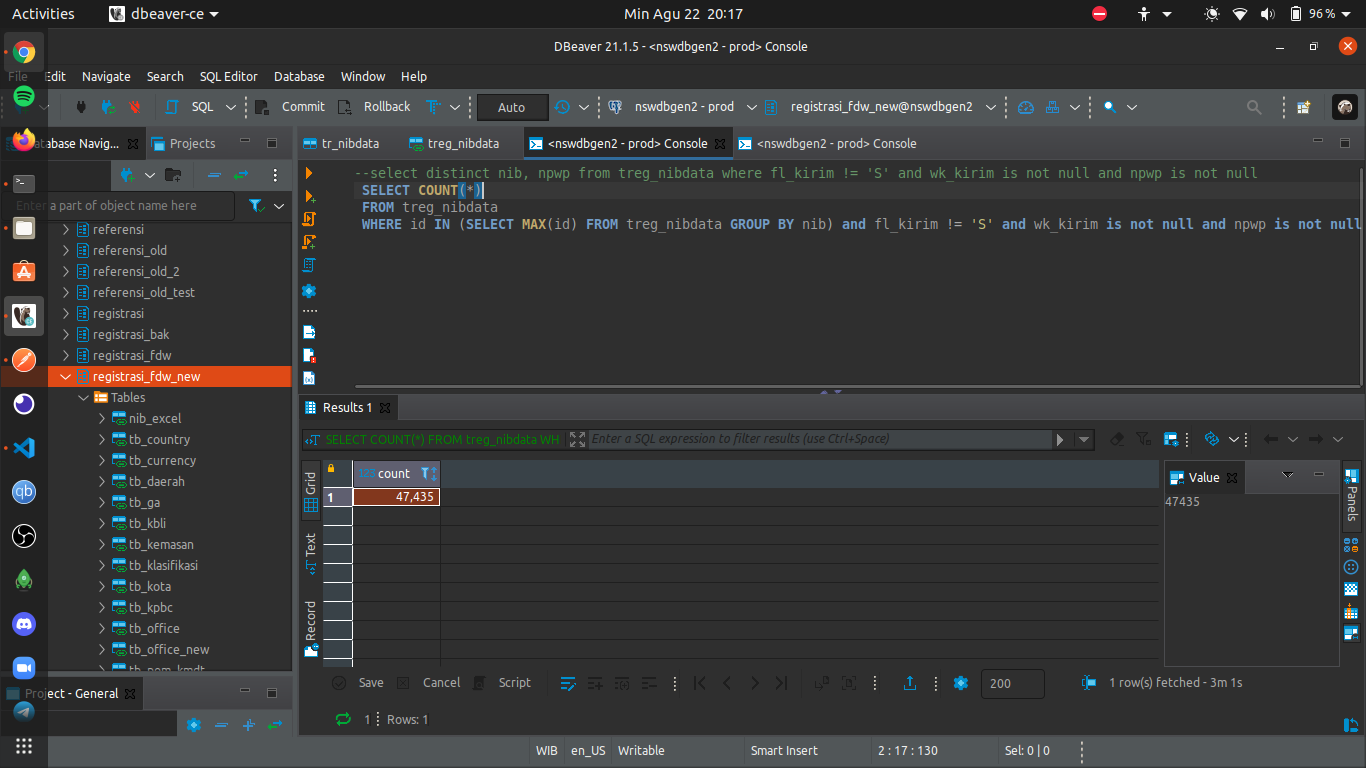 Activities dbeaver-ce Min Agu 22 20:17 96 %
DBeaver 21.1.5 - <nswdbgen2 - prod> Console
File Edit Navigate Search SQL Editor Database Window Help
SQL Commit Rollback Auto nswdbgen2 - prod registrasi_fdw_new@nswdbgen2
atabase Navig... Projects
tr_nibdata treg_nibdata <nswdbgen2 - prod> Console <nswdbgen2 - prod> Console
Enter a part of object name here
referensi
referensi_old
referensi_old_2
referensi_old_test
registrasi
registrasi_bak
registrasi_fdw
registrasi_fdw_new
Tables
nib_excel
tb_country
tb_currency
tb_daerah
tb_ga
tb_kbli
tb_kemasan
tb_klasifikasi
tb_kota
tb_kpbc
tb_office
tb_office_new
tb_pem_kmdt
Project - General
--select distinct nib, npwp from treg_nibdata where fl_kirim != 'S' and wk_kirim is not null and npwp is not null
SELECT COUNT(*)
FROM treg_nibdata
WHERE id IN (SELECT MAX(id) FROM treg_nibdata GROUP BY nib) and fl_kirim != 'S' and wk_kirim is not null and npwp is not null
Results 1
SELECT COUNT(*) FROM treg_nibdata WH Enter a SQL expression to filter results (use Ctrl+Space)
Grid
Text
Record
123 count
1 47,435
Value
47435
Panels
Save Cancel Script 200 1 row(s) fetched - 3m 1s
1 Rows: 1
WIB en_US Writable Smart Insert 2 : 17 : 130 Sel: 0 | 0